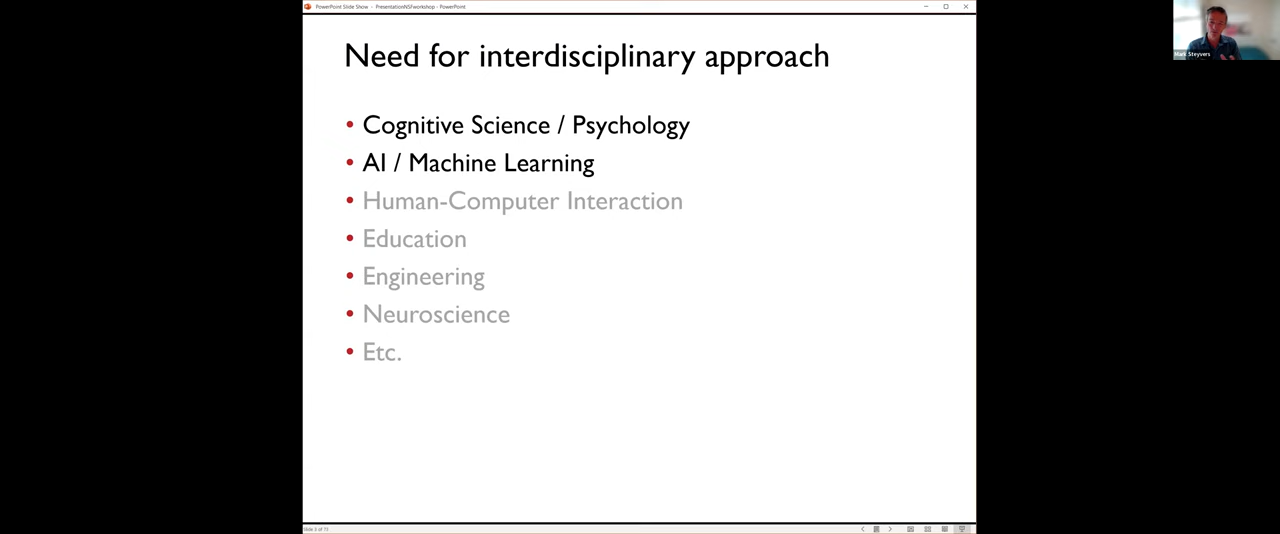 PowerPoint Slide Show - PresentationNSFworkshop - PowerPoint
Mark Steyvers
Need for interdisciplinary approach
• Cognitive Science / Psychology
• AI / Machine Learning
• Human-Computer Interaction
• Education
• Engineering
• Neuroscience
• Etc.